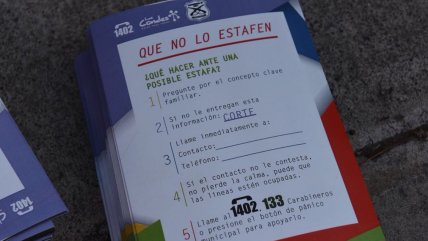 1402 Las Condes
QUE NO LO ESTAFEN
¿QUÉ HACER ANTE UNA
POSIBLE ESTAFA?
1 Pregunte por el concepto clave
familiar.
2 Si no le entregan esta
información: CORTE
3 Llame inmediatamente a:
Contacto:
Teléfono:
4 Si el contacto no le contesta,
no pierde la calma, puede que
las líneas estén ocupadas.
5 Llame al 1402 133 Carabineros
o presione el botón de pánico
municipal para apoyarlo.
1402